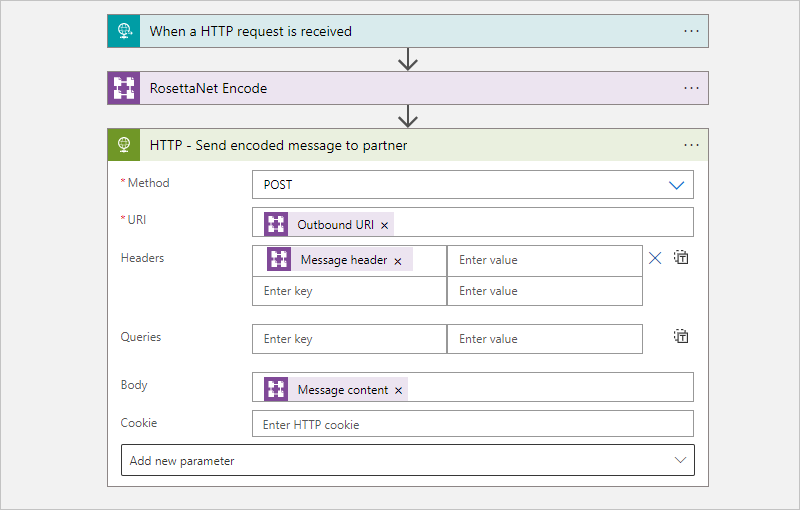 When a HTTP request is received
RosettaNet Encode
HTTP - Send encoded message to partner
* Method
POST
* URI
Outbound URI ×
Headers
Message header ×
Enter value
Enter key
Enter value
Queries
Enter key
Enter value
Body
Message content ×
Cookie
Enter HTTP cookie
Add new parameter